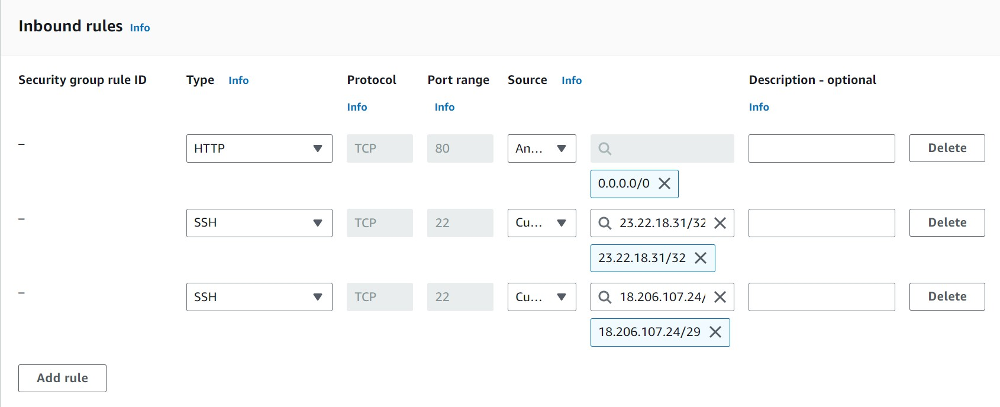 Inbound rules Info
Security group rule ID Type Info Protocol Port range Source Info Description - optional
Info Info Info
– HTTP TCP 80 An... Delete
0.0.0.0/0
– SSH TCP 22 Cu... 23.22.18.31/32 Delete
23.22.18.31/32
– SSH TCP 22 Cu... 18.206.107.24/ Delete
18.206.107.24/29
Add rule